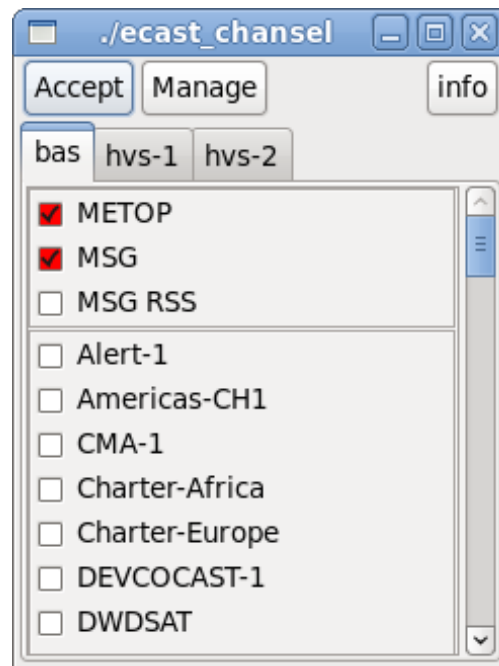 ./ecast_chansel
Accept Manage info
bas hvs-1 hvs-2
METOP
MSG
MSG RSS
Alert-1
Americas-CH1
CMA-1
Charter-Africa
Charter-Europe
DEVCOCAST-1
DWDSAT